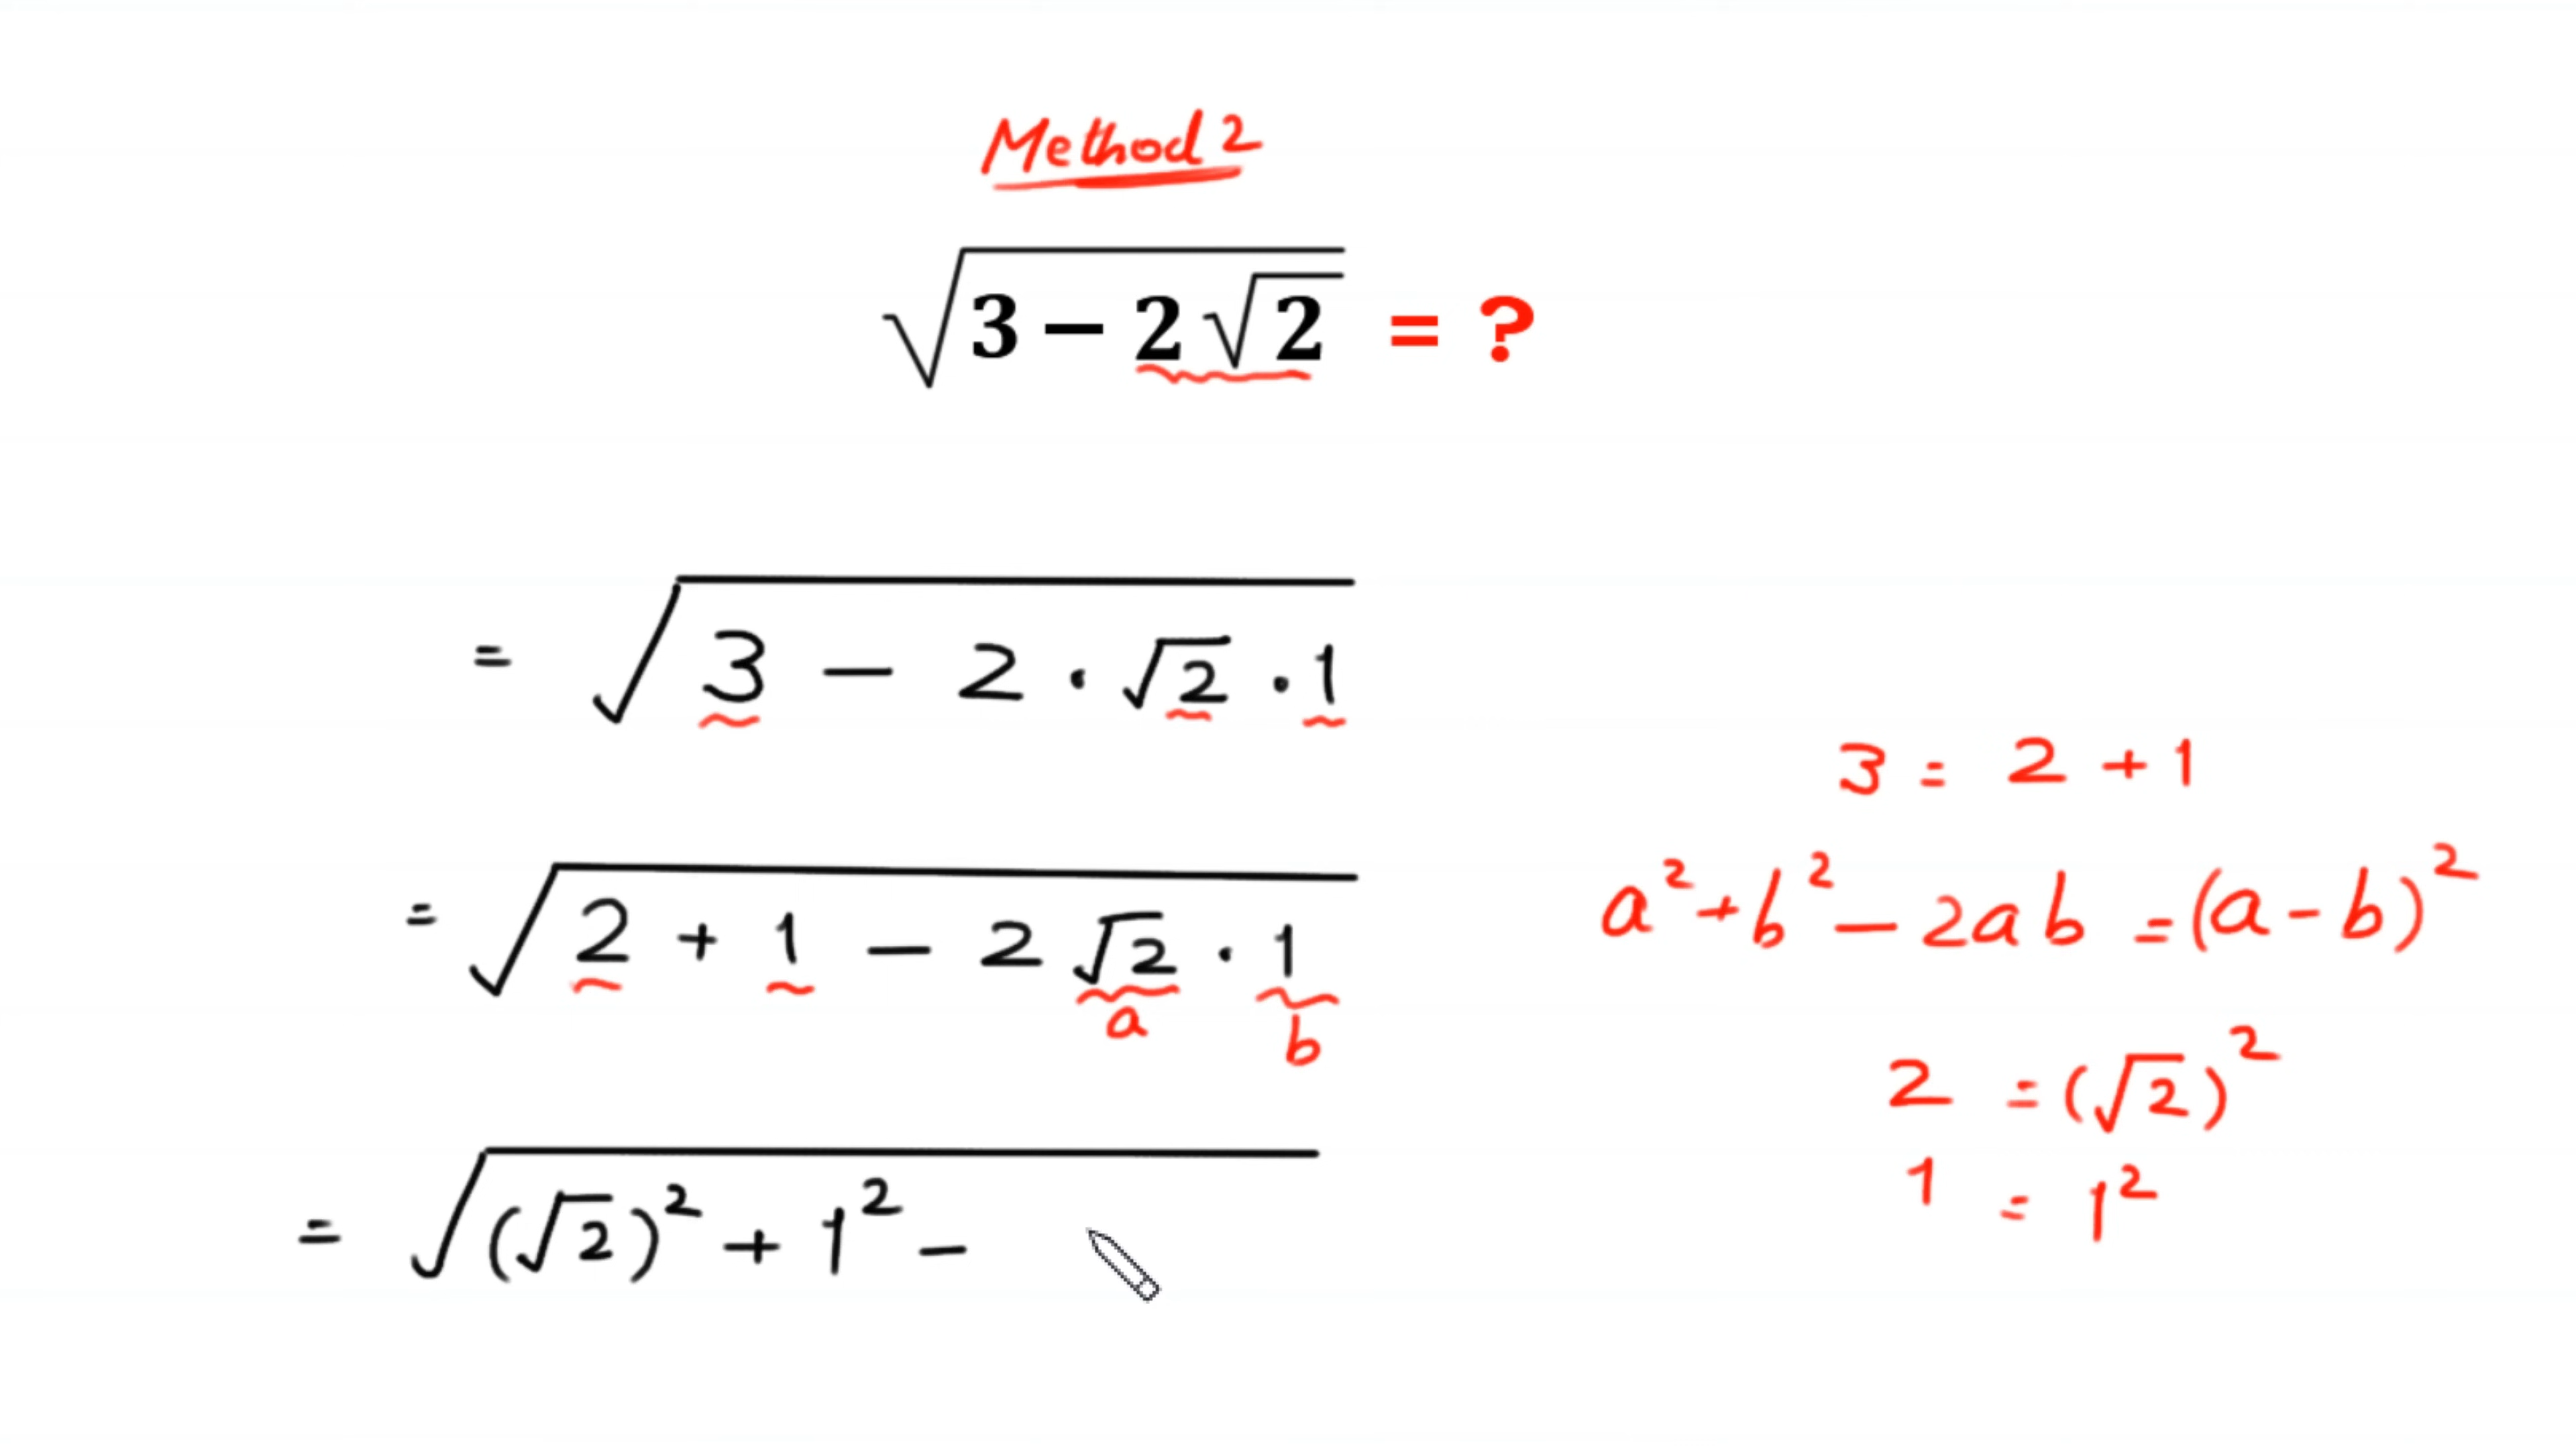 Method 2
√(3 − 2√2) = ?
= √(3 − 2 · √2 · 1)
3 = 2 + 1
= √(2 + 1 − 2√2 · 1)
a b
a² + b² − 2ab = (a - b)²
2 = (√2)²
= √((√2)² + 1² −
1 = 1²